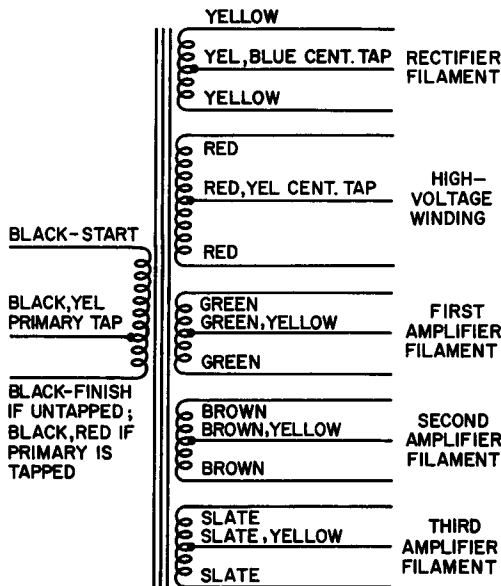 YELLOW
YEL,BLUE CENT. TAP
YELLOW
RECTIFIER
FILAMENT
RED
RED,YEL CENT. TAP
RED
HIGH-
VOLTAGE
WINDING
BLACK-START
BLACK,YEL
PRIMARY TAP
BLACK-FINISH
IF UNTAPPED;
BLACK,RED IF
PRIMARY IS
TAPPED
GREEN
GREEN,YELLOW
GREEN
FIRST
AMPLIFIER
FILAMENT
BROWN
BROWN,YELLOW
BROWN
SECOND
AMPLIFIER
FILAMENT
SLATE
SLATE,YELLOW
SLATE
THIRD
AMPLIFIER
FILAMENT